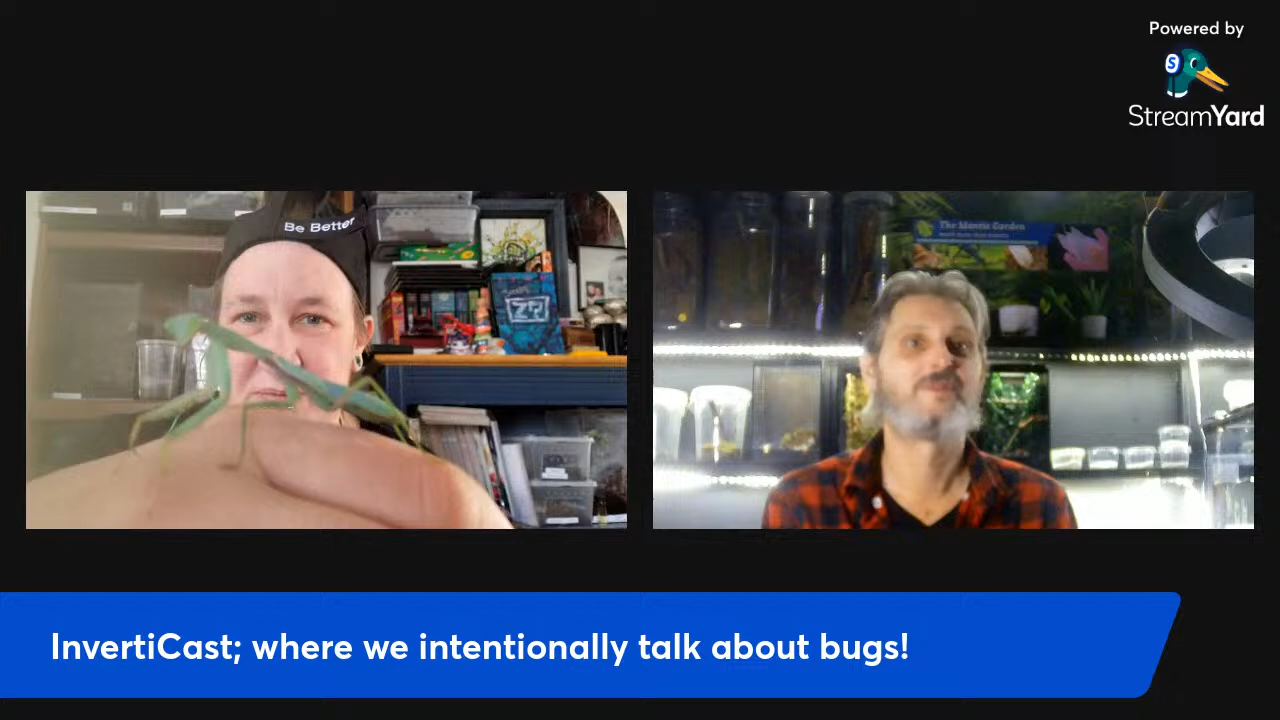 Powered by
S
StreamYard
Be Better
The Mantis Garden
Z?
InvertiCast; where we intentionally talk about bugs!